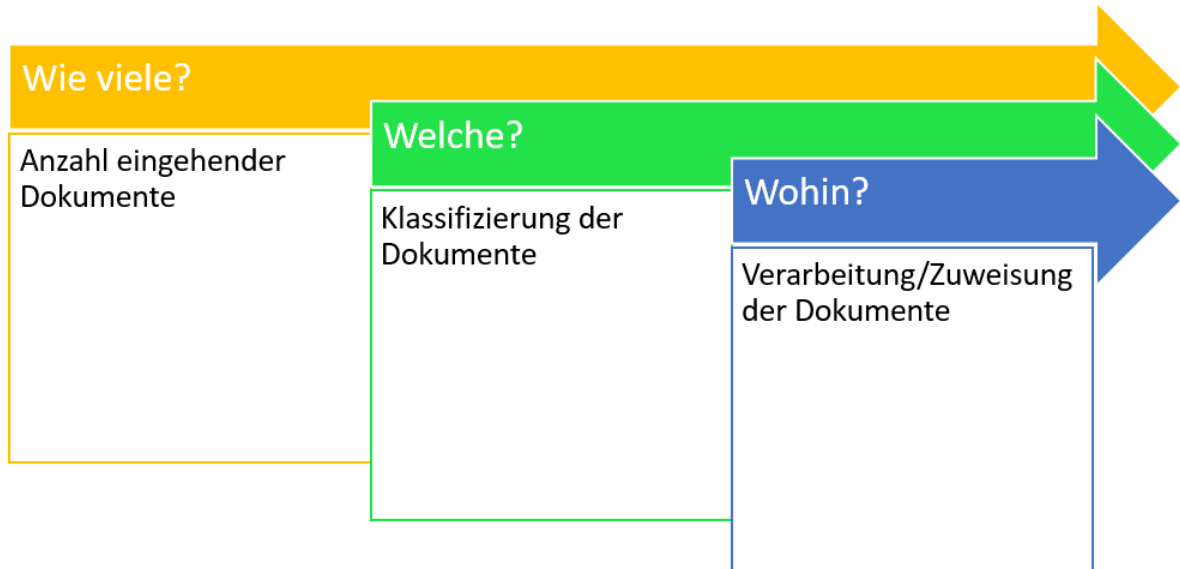 Wie viele?
Anzahl eingehender
Dokumente
Welche?
Klassifizierung der
Dokumente
Wohin?
Verarbeitung/Zuweisung
der Dokumente